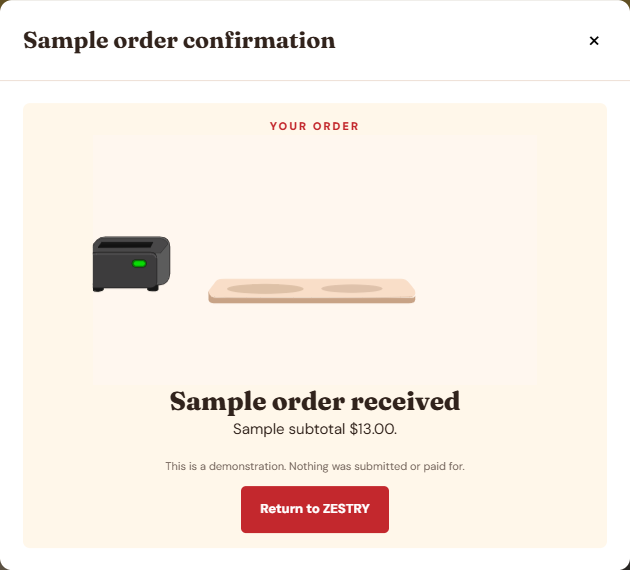 Sample order confirmation
YOUR ORDER
Sample order received
Sample subtotal $13.00.
This is a demonstration. Nothing was submitted or paid for.
Return to ZESTRY